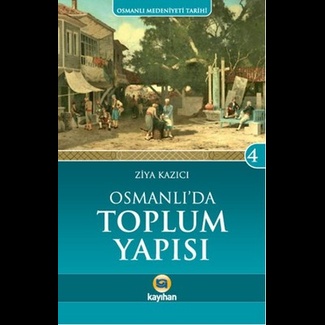 OSMANLI MEDENİYETİ TARİHİ
4
ZİYA KAZICI
OSMANLI'DA
TOPLUM
YAPISI
kayıhan